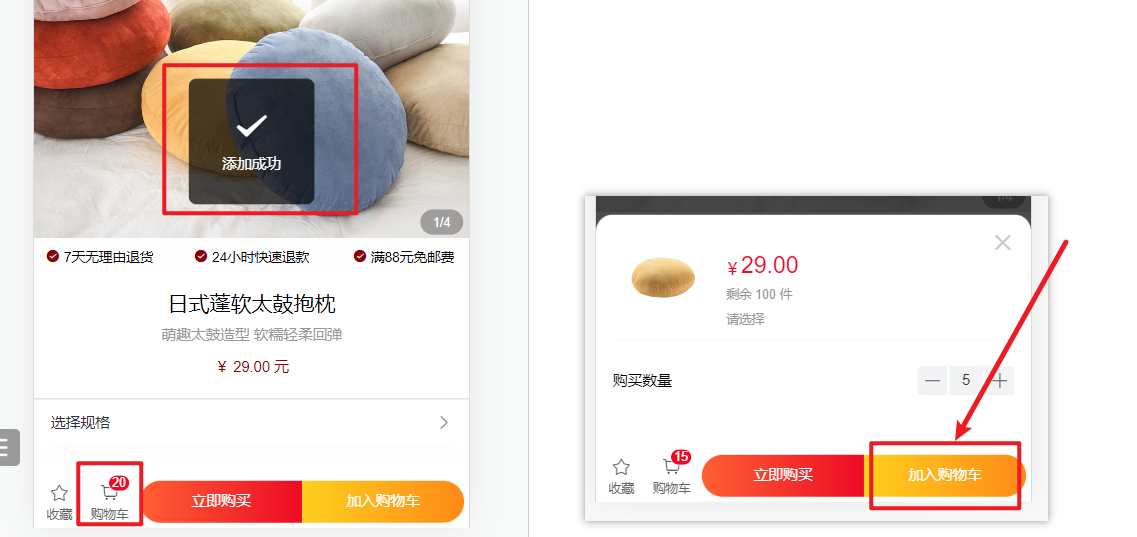 添加成功
1/4
7天无理由退货
24小时快速退款
满88元免邮费
日式蓬软太鼓抱枕
萌趣太鼓造型 软糯轻柔回弹
￥ 29.00 元
选择规格
20
收藏
购物车
立即购买
加入购物车
1/4
￥29.00
剩余 100 件
请选择
购买数量
5
15
收藏
购物车
立即购买
加入购物车